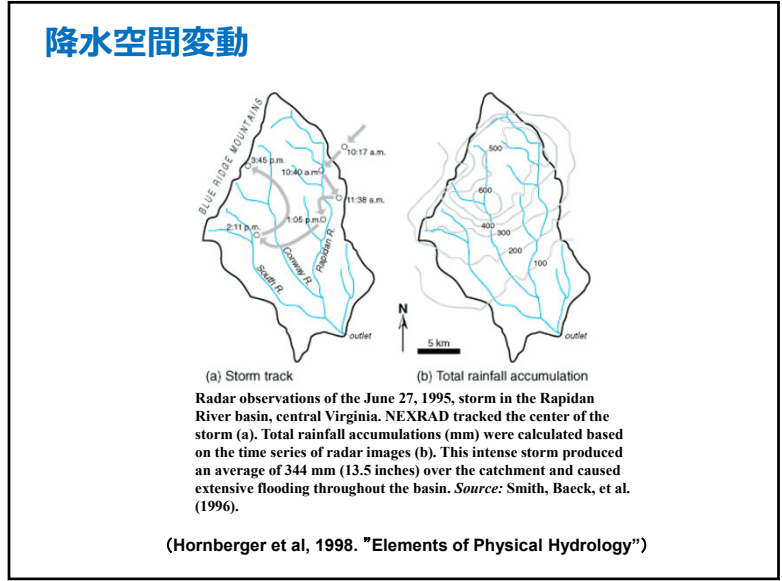 降水空間変動
BLUE RIDGE MOUNTAINS
10:17 a.m.
3:45 p.m.
10:40 a.m.
11:38 a.m.
1:05 p.m.
2:11 p.m.
South R.
Conway R.
Rapidan R.
outlet
500
600
400
300
200
100
N
5 km
outlet
(a) Storm track
(b) Total rainfall accumulation
Radar observations of the June 27, 1995, storm in the Rapidan
River basin, central Virginia. NEXRAD tracked the center of the
storm (a). Total rainfall accumulations (mm) were calculated based
on the time series of radar images (b). This intense storm produced
an average of 344 mm (13.5 inches) over the catchment and caused
extensive flooding throughout the basin. Source: Smith, Baeck, et al.
(1996).
（Hornberger et al, 1998. ”Elements of Physical Hydrology”）